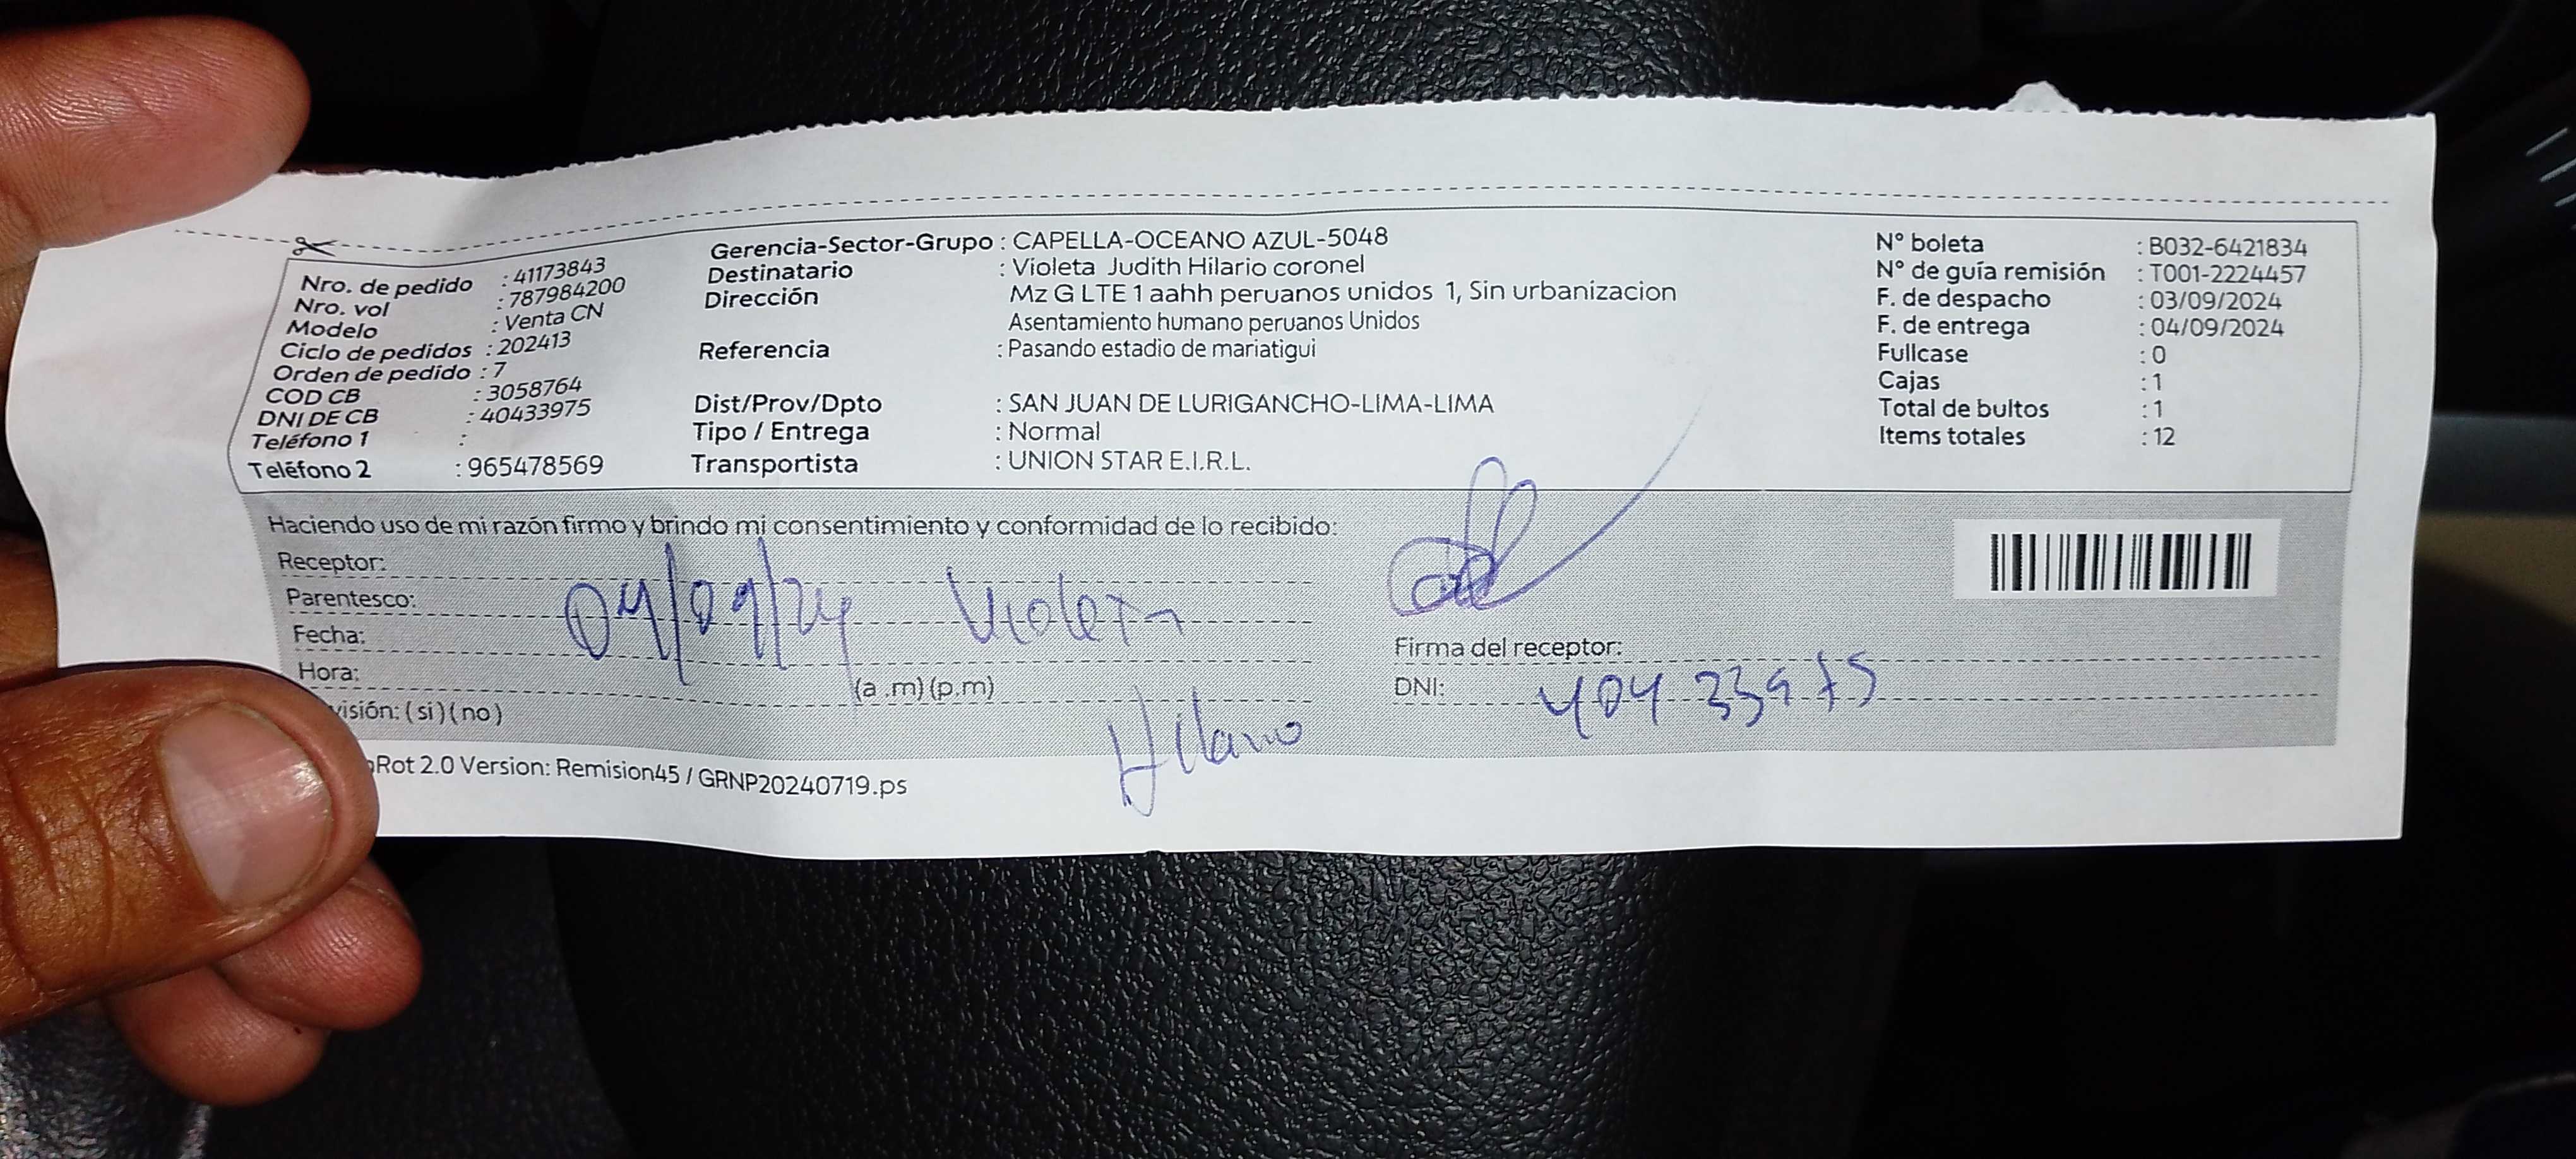 Nro. de pedido : 41173843
Nro. vol : 787984200
Modelo : Venta CN
Ciclo de pedidos : 202413
Orden de pedido : 7
COD CB : 3058764
DNI DE CB : 40433975
Teléfono 1 :
Teléfono 2 : 965478569
Gerencia-Sector-Grupo : CAPELLA-OCEANO AZUL-5048
Destinatario : Violeta Judith Hilario coronel
Dirección Mz G LTE 1 aahh peruanos unidos 1, Sin urbanizacion
Asentamiento humano peruanos Unidos
Referencia : Pasando estadio de mariatigui
Dist/Prov/Dpto : SAN JUAN DE LURIGANCHO-LIMA-LIMA
Tipo / Entrega : Normal
Transportista : UNION STAR E.I.R.L.
N° boleta : B032-6421834
N° de guía remisión : T001-2224457
F. de despacho : 03/09/2024
F. de entrega : 04/09/2024
Fullcase : 0
Cajas : 1
Total de bultos : 1
Items totales : 12
Haciendo uso de mi razón firmo y brindo mi consentimiento y conformidad de lo recibido:
Receptor:
Parentesco:
04/09/24 Violeta
Fecha:
Hora: (a .m) (p.m)
visión: ( si ) ( no )
Hilario
Firma del receptor:
DNI: 40433975
Rot 2.0 Version: Remision45 / GRNP20240719.ps